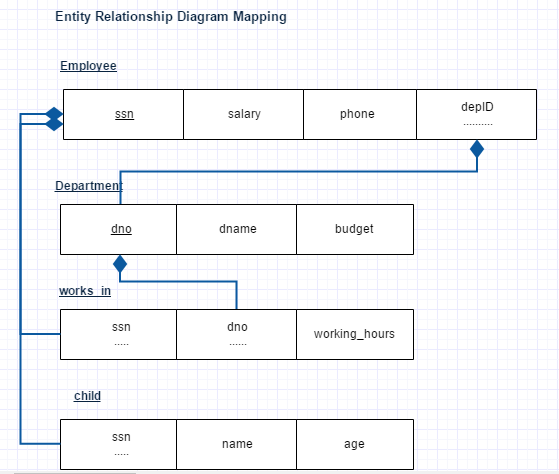 Entity Relationship Diagram Mapping
Employee
ssn salary phone depID
..........
Department
dno dname budget
works_in
ssn dno working_hours
..... ......
child
ssn name age
.....